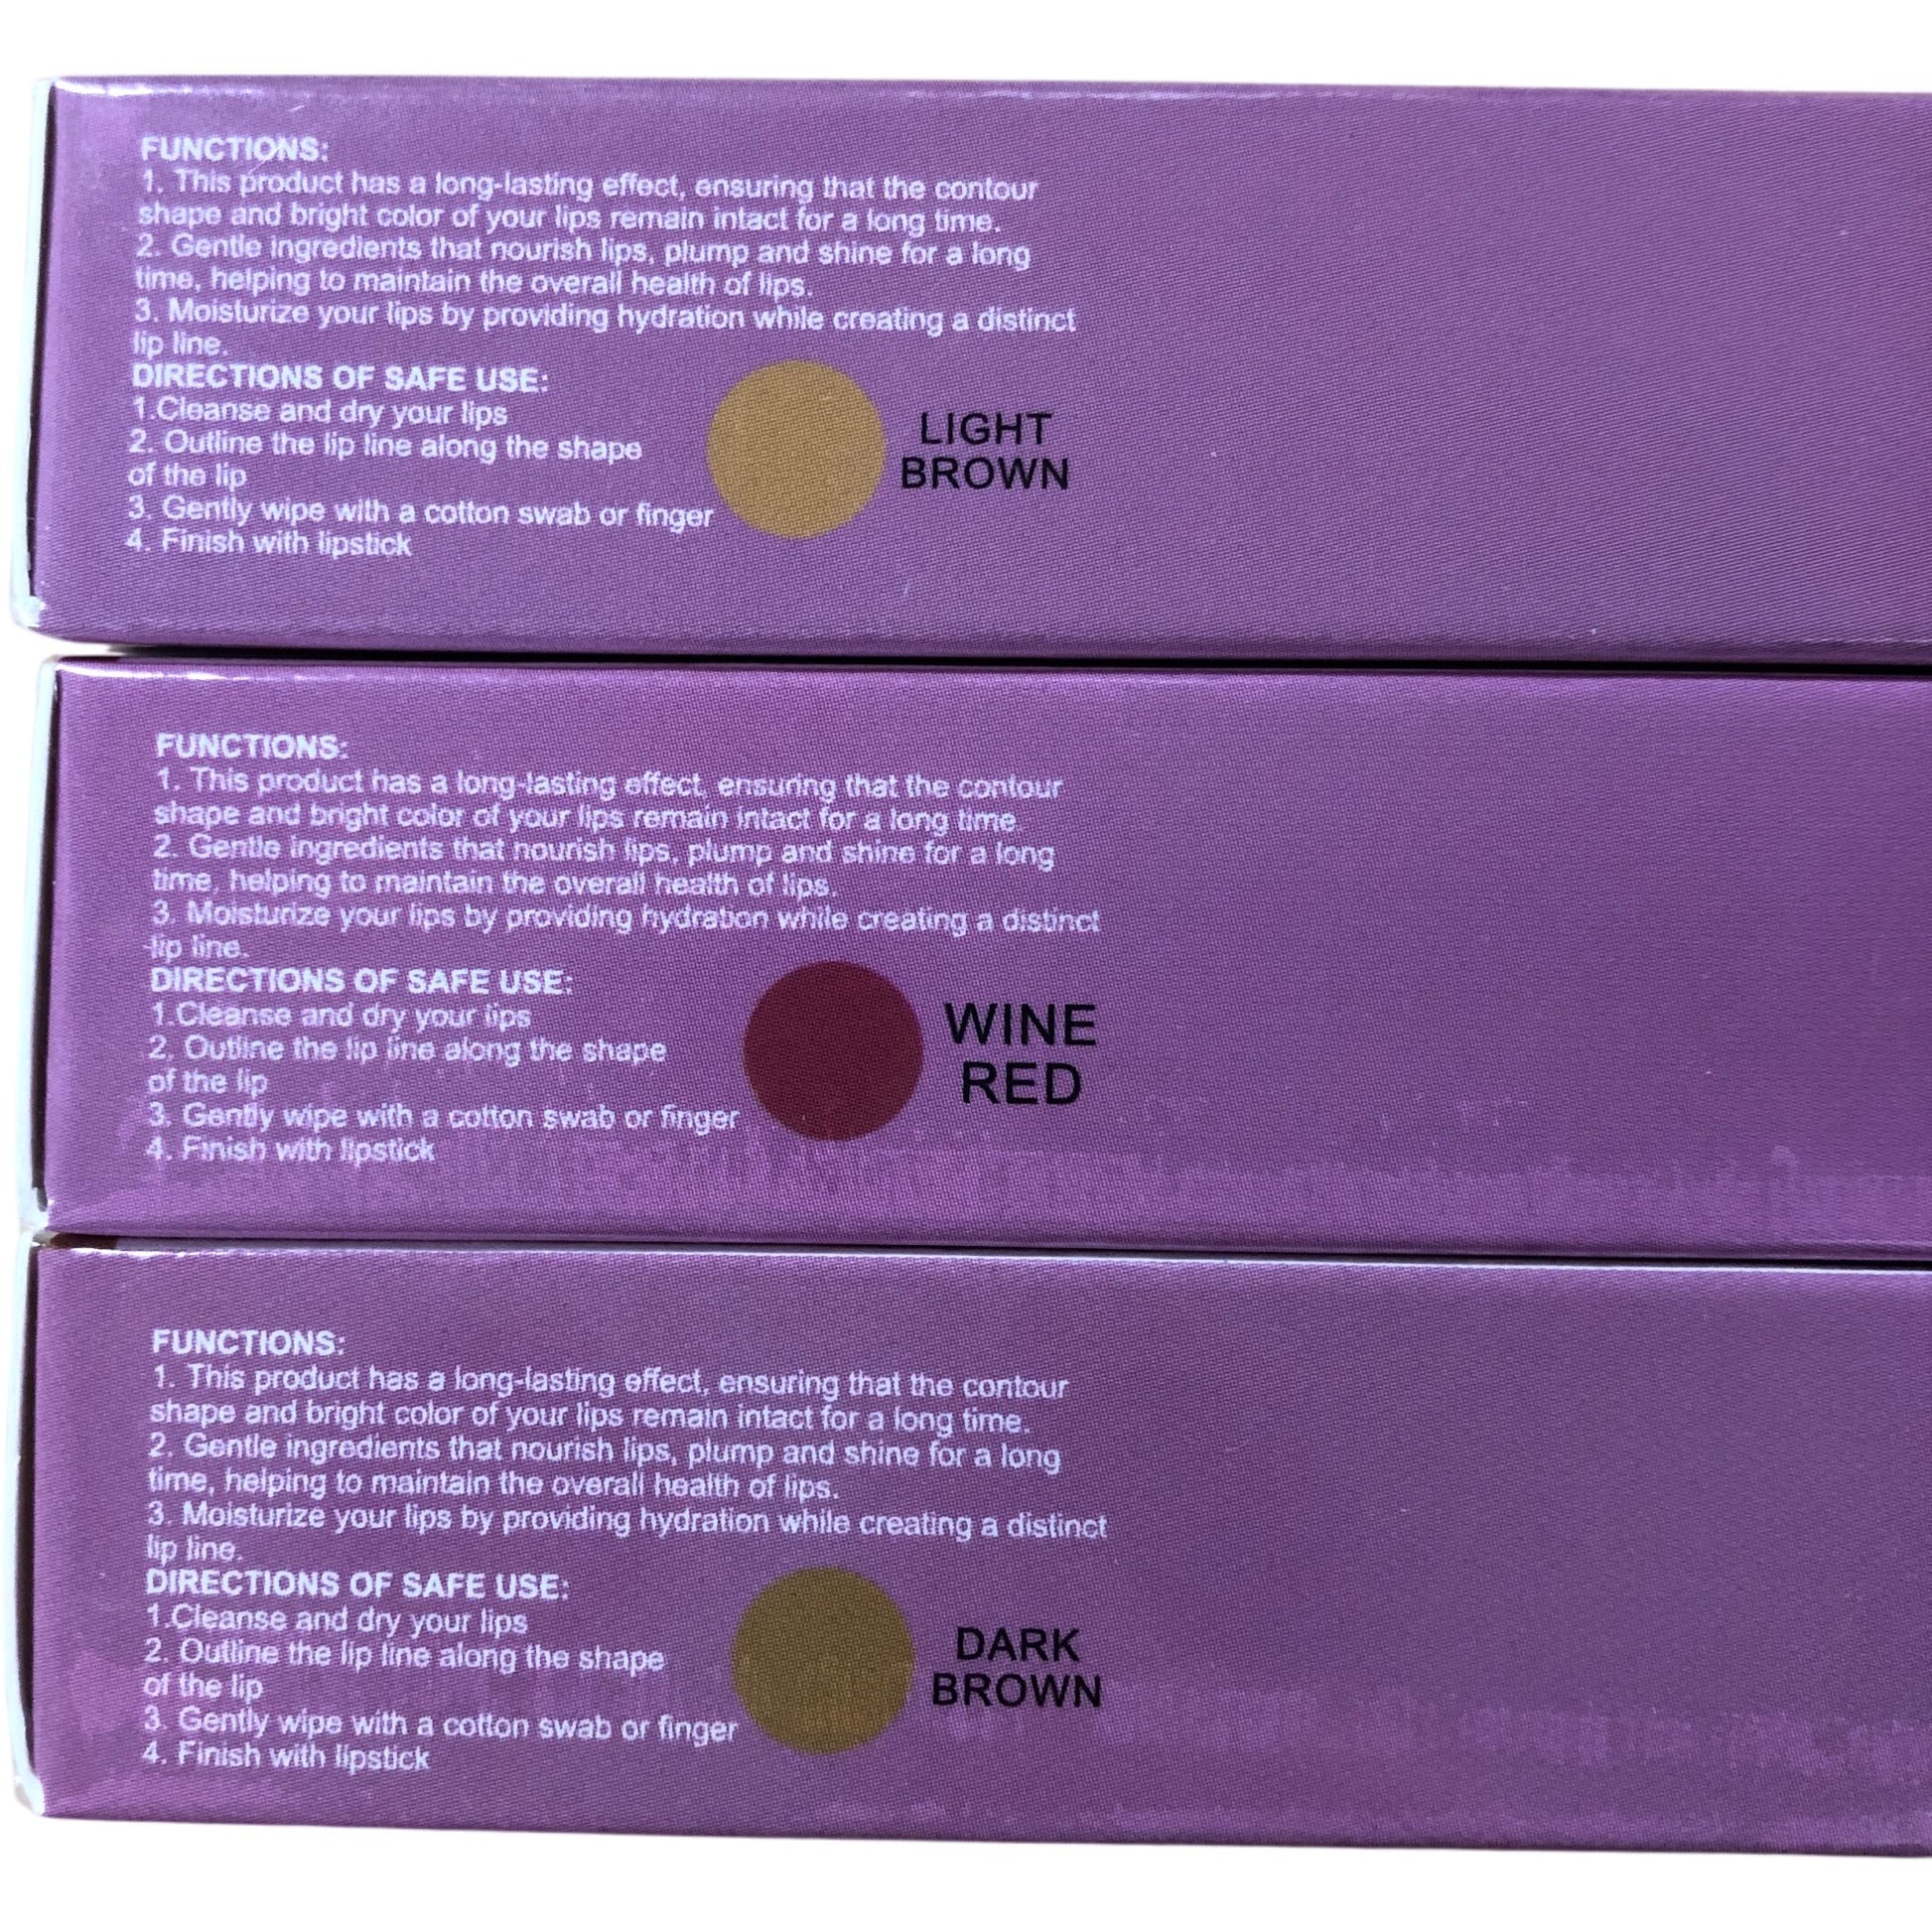 FUNCTIONS:
1. This product has a long-lasting effect, ensuring that the contour
shape and bright color of your lips remain intact for a long time.
2. Gentle ingredients that nourish lips, plump and shine for a long
time, helping to maintain the overall health of lips.
3. Moisturize your lips by providing hydration while creating a distinct
lip line.
DIRECTIONS OF SAFE USE:
1.Cleanse and dry your lips
2. Outline the lip line along the shape
of the lip
3. Gently wipe with a cotton swab or finger
4. Finish with lipstick
LIGHT
BROWN
FUNCTIONS:
1. This product has a long-lasting effect, ensuring that the contour
shape and bright color of your lips remain intact for a long time.
2. Gentle ingredients that nourish lips, plump and shine for a long
time, helping to maintain the overall health of lips.
3. Moisturize your lips by providing hydration while creating a distinct
lip line.
DIRECTIONS OF SAFE USE:
1.Cleanse and dry your lips
2. Outline the lip line along the shape
of the lip
3. Gently wipe with a cotton swab or finger
4. Finish with lipstick
WINE
RED
FUNCTIONS:
1. This product has a long-lasting effect, ensuring that the contour
shape and bright color of your lips remain intact for a long time.
2. Gentle ingredients that nourish lips, plump and shine for a long
time, helping to maintain the overall health of lips.
3. Moisturize your lips by providing hydration while creating a distinct
lip line.
DIRECTIONS OF SAFE USE:
1.Cleanse and dry your lips
2. Outline the lip line along the shape
of the lip
3. Gently wipe with a cotton swab or finger
4. Finish with lipstick
DARK
BROWN